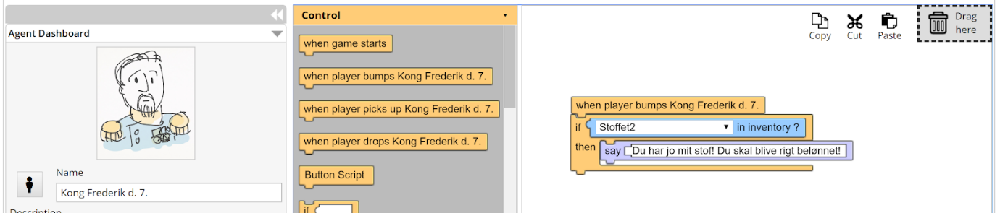 Agent Dashboard
Name
Kong Frederik d. 7.
Description
Control
when game starts
when player bumps Kong Frederik d. 7.
when player picks up Kong Frederik d. 7.
when player drops Kong Frederik d. 7.
Button Script
if
Copy
Cut
Paste
Drag
here
when player bumps Kong Frederik d. 7.
if Stoffet2 in inventory ?
then say Du har jo mit stof! Du skal blive rigt belønnet!